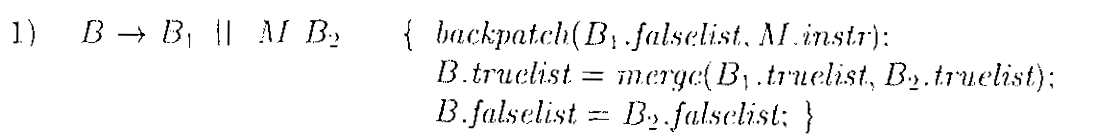 1) B → B₁ || M B₂ { backpatch(B₁.falselist, M.instr);
B.truelist = merge(B₁.truelist, B₂.truelist);
B.falselist = B₂.falselist; }